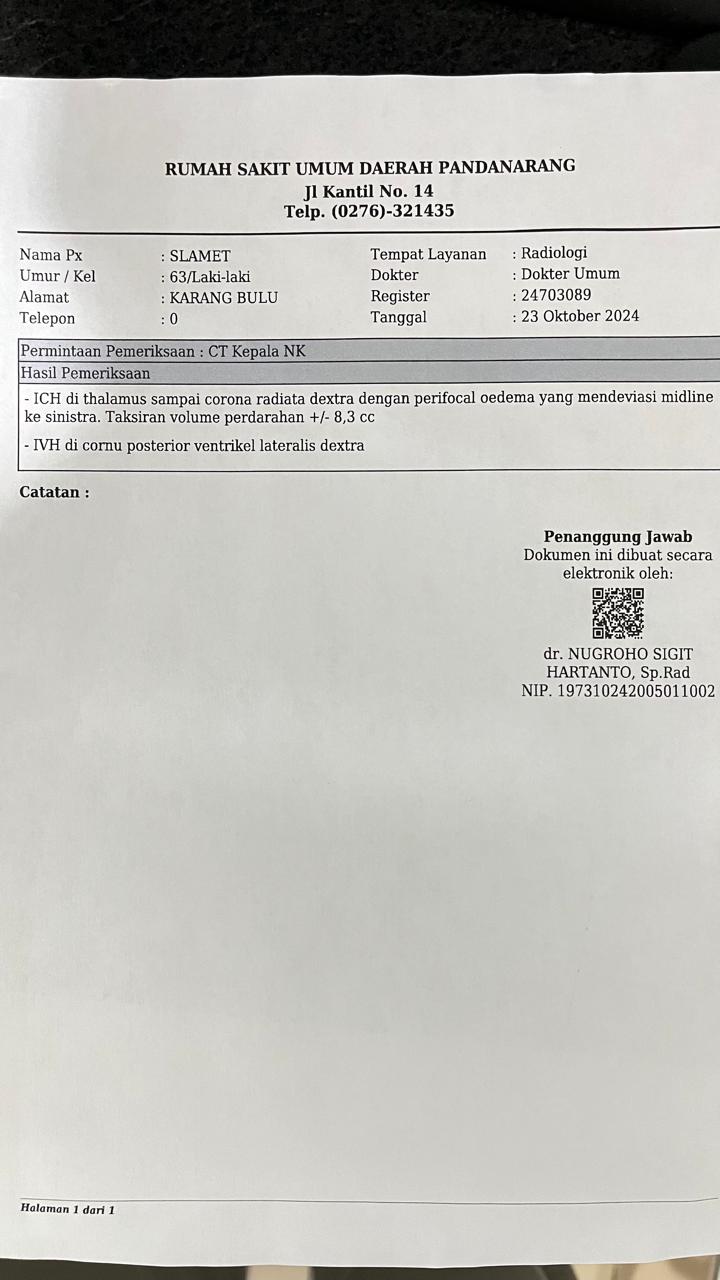 RUMAH SAKIT UMUM DAERAH PANDANARANG
Jl Kantil No. 14
Telp. (0276)-321435
Nama Px : SLAMET Tempat Layanan : Radiologi
Umur / Kel : 63/Laki-laki Dokter : Dokter Umum
Alamat : KARANG BULU Register : 24703089
Telepon : 0 Tanggal : 23 Oktober 2024
Permintaan Pemeriksaan : CT Kepala NK
Hasil Pemeriksaan
- ICH di thalamus sampai corona radiata dextra dengan perifocal oedema yang mendeviasi midline
ke sinistra. Taksiran volume perdarahan +/- 8,3 cc
- IVH di cornu posterior ventrikel lateralis dextra
Catatan :
Penanggung Jawab
Dokumen ini dibuat secara
elektronik oleh:
dr. NUGROHO SIGIT
HARTANTO, Sp.Rad
NIP. 197310242005011002
Halaman 1 dari 1